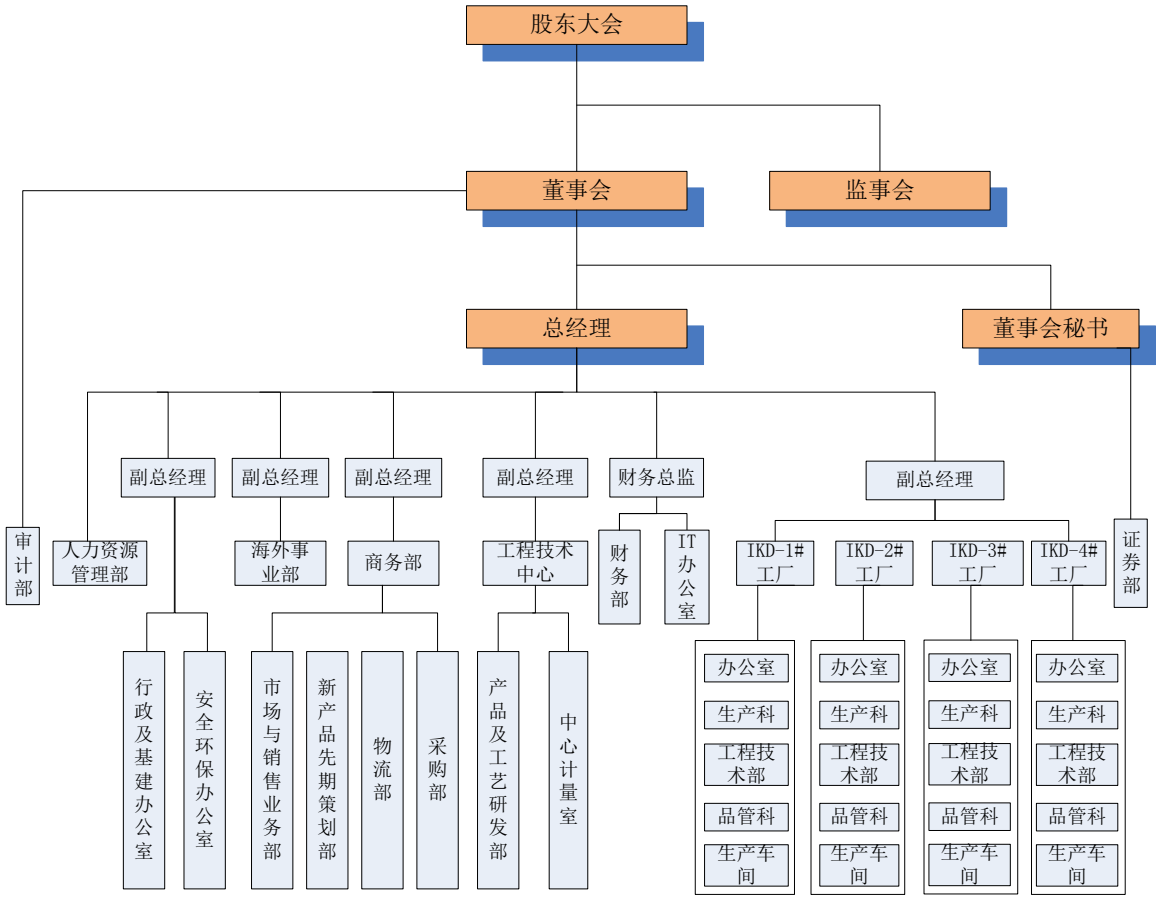 股东大会
董事会
监事会
总经理
董事会秘书
副总经理
副总经理
副总经理
副总经理
财务总监
副总经理
审计部
人力资源
管理部
海外事
业部
商务部
工程技术
中心
财务部
IT办公室
IKD-1#
工厂
IKD-2#
工厂
IKD-3#
工厂
IKD-4#
工厂
证券部
行政及基建办公室
安全环保办公室
市场与销售业务部
新产品先期策划部
物流部
采购部
产品及工艺研发部
中心计量室
办公室
生产科
工程技
术部
品管科
生产车
间
办公室
生产科
工程技
术部
品管科
生产车
间
办公室
生产科
工程技
术部
品管科
生产车
间
办公室
生产科
工程技
术部
品管科
生产车
间